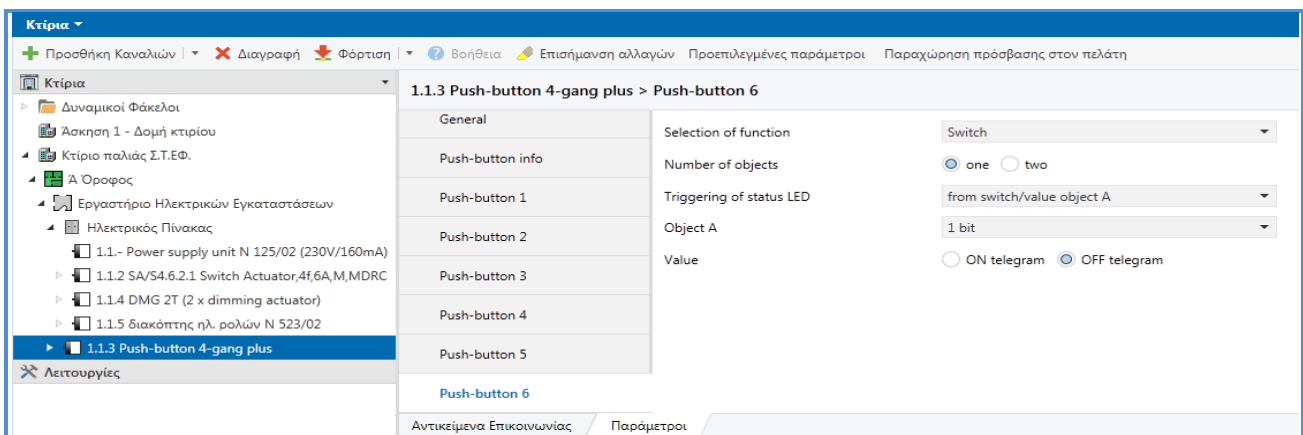 Κτίρια
Προσθήκη Καναλιών Διαγραφή Φόρτιση Βοήθεια Επισήμανση αλλαγών Προεπιλεγμένες παράμετροι Παραχώρηση πρόσβασης στον πελάτη
Κτίρια
Δυναμικοί Φάκελοι
Άσκηση 1 - Δομή κτιρίου
Κτίριο παλιάς Σ.Τ.ΕΦ.
Ά Όροφος
Εργαστήριο Ηλεκτρικών Εγκαταστάσεων
Ηλεκτρικός Πίνακας
1.1.- Power supply unit N 125/02 (230V/160mA)
1.1.2 SA/S4.6.2.1 Switch Actuator,4f,6A,M,MDRC
1.1.4 DMG 2T (2 x dimming actuator)
1.1.5 διακόπτης ηλ. ρολών N 523/02
1.1.3 Push-button 4-gang plus
Λειτουργίες
1.1.3 Push-button 4-gang plus > Push-button 6
General
Push-button info
Push-button 1
Push-button 2
Push-button 3
Push-button 4
Push-button 5
Push-button 6
Selection of function Switch
Number of objects one two
Triggering of status LED from switch/value object A
Object A 1 bit
Value ON telegram OFF telegram
Αντικείμενα Επικοινωνίας Παράμετροι